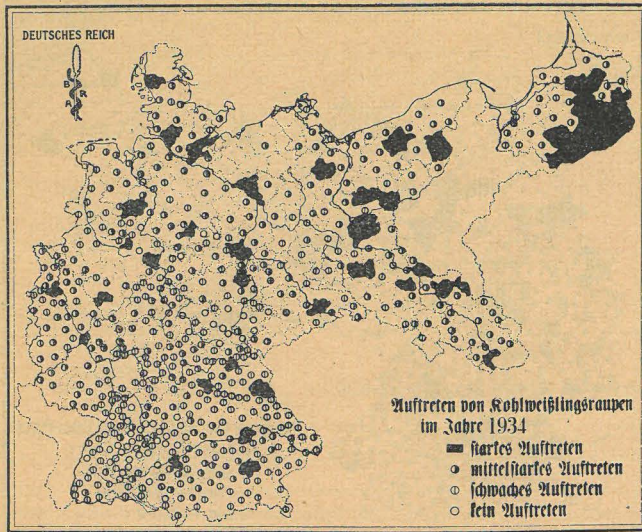 DEUTSCHES REICH
B
R
A
Auftreten von Kohlweißlingsraupen
im Jahre 1934
starkes Auftreten
mittelstarkes Auftreten
schwaches Auftreten
kein Auftreten